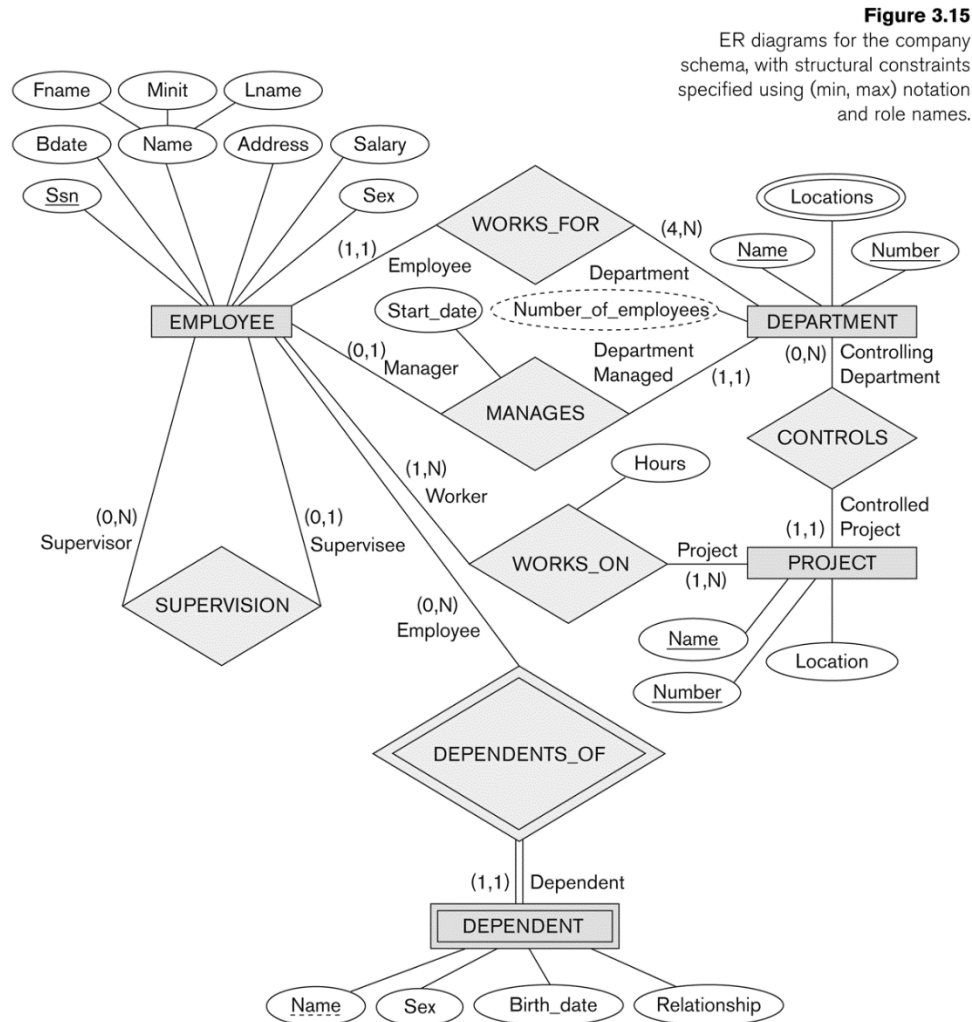 Figure 3.15
ER diagrams for the company
schema, with structural constraints
specified using (min, max) notation
and role names.
Fname
Minit
Lname
Bdate
Name
Address
Salary
Ssn
Sex
WORKS_FOR
Locations
Name
Number
(1,1)
Employee
(4,N)
Department
Start_date
Number_of_employees
EMPLOYEE
DEPARTMENT
(0,1)
Manager
Department
Managed
(1,1)
MANAGES
(0,N)
Controlling
Department
CONTROLS
Hours
(1,N)
Worker
(0,N)
Supervisor
(0,1)
Supervisee
Controlled
Project
(1,1)
Project
(1,N)
WORKS_ON
PROJECT
SUPERVISION
(0,N)
Employee
Name
Number
Location
DEPENDENTS_OF
(1,1)
Dependent
DEPENDENT
Name
Sex
Birth_date
Relationship